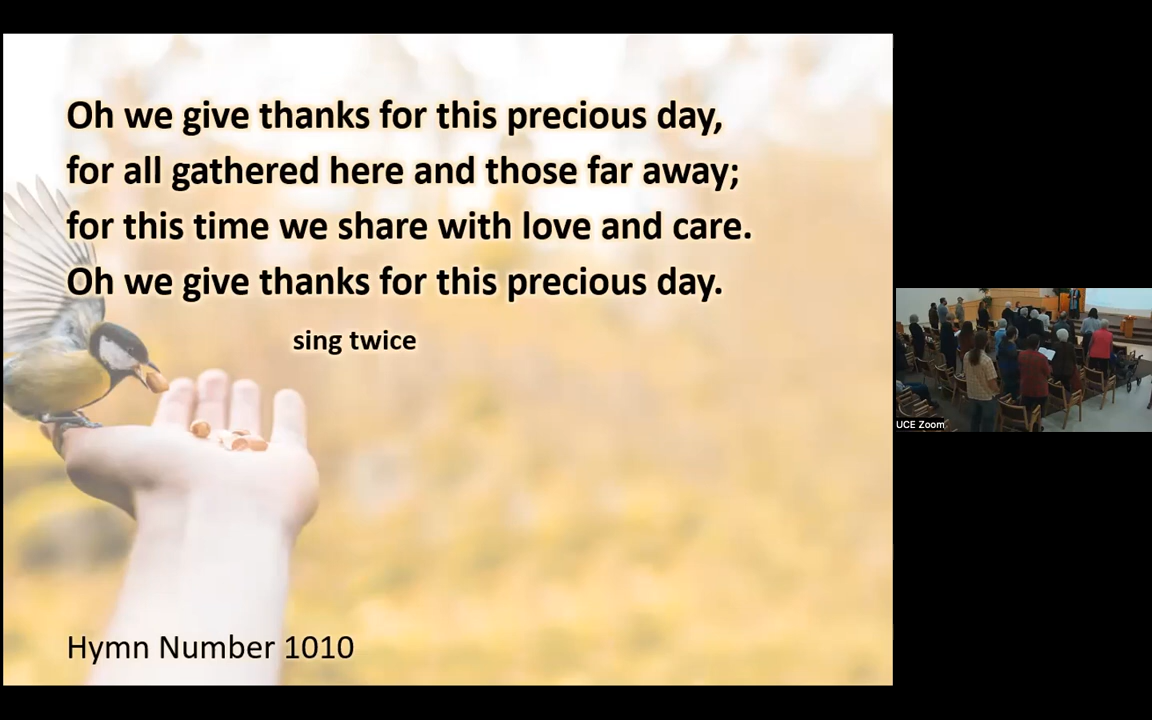 Oh we give thanks for this precious day,
for all gathered here and those far away;
for this time we share with love and care.
Oh we give thanks for this precious day.
sing twice
Hymn Number 1010
UCE Zoom